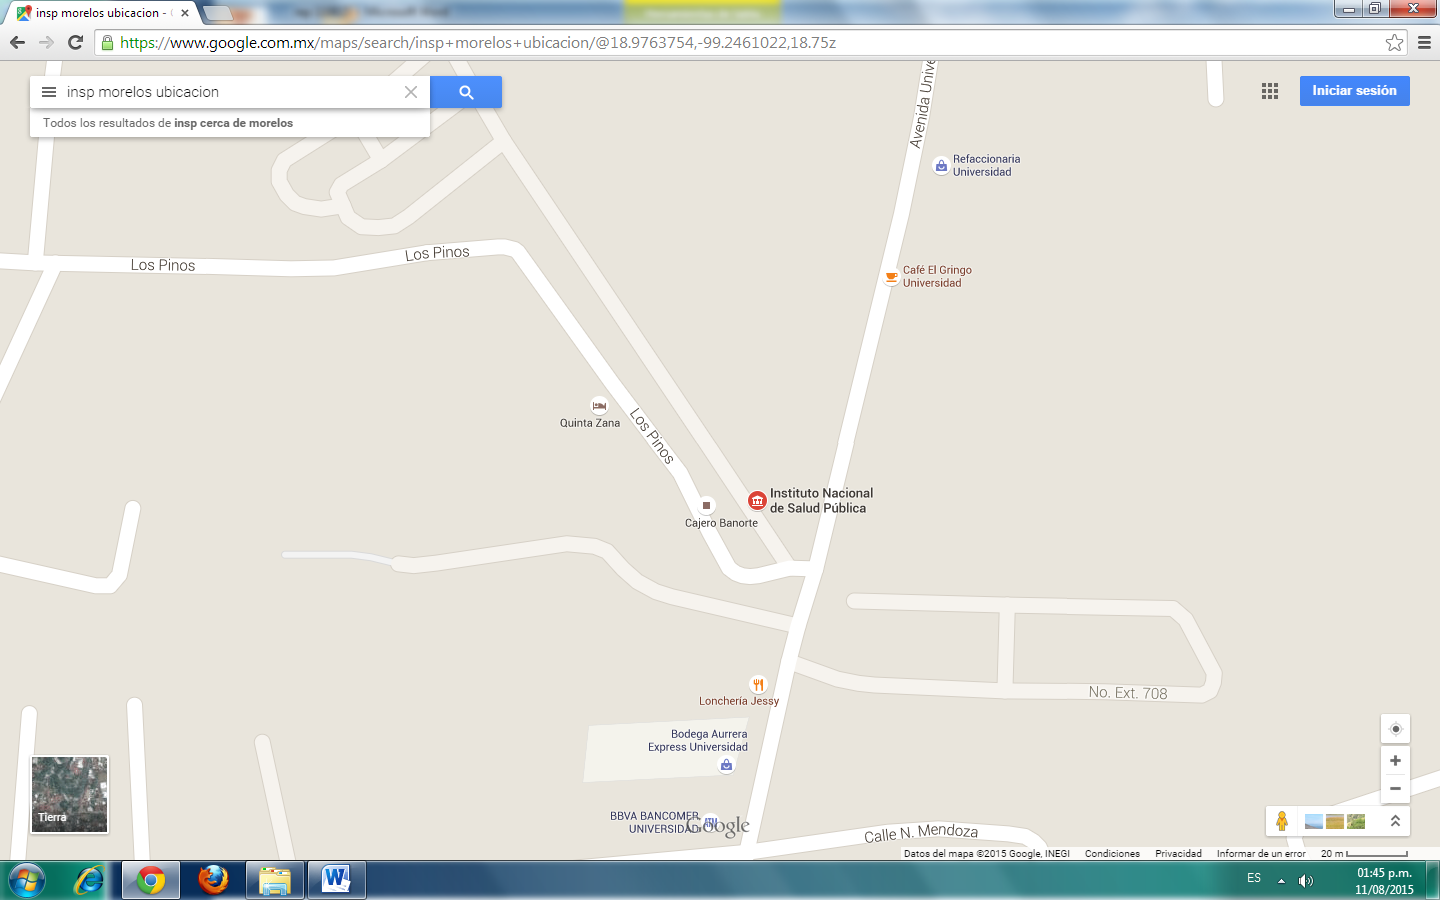 insp morelos ubicacion -
https://www.google.com.mx/maps/search/insp+morelos+ubicacion/@18.9763754,-99.2461022,18.75z
insp morelos ubicacion
Todos los resultados de insp cerca de morelos
Iniciar sesión
Avenida Unive
Refaccionaria
Universidad
Los Pinos
Los Pinos
Café El Gringo
Universidad
Quinta Zana
Los Pinos
Instituto Nacional
de Salud Pública
Cajero Banorte
No. Ext. 708
Lonchería Jessy
Bodega Aurrera
Express Universidad
Tierra
BBVA BANCOMER
UNIVERSIDAD
Google
Calle N. Mendoza
Datos del mapa ©2015 Google, INEGI Condiciones Privacidad Informar de un error 20 m
ES
01:45 p.m.
11/08/2015